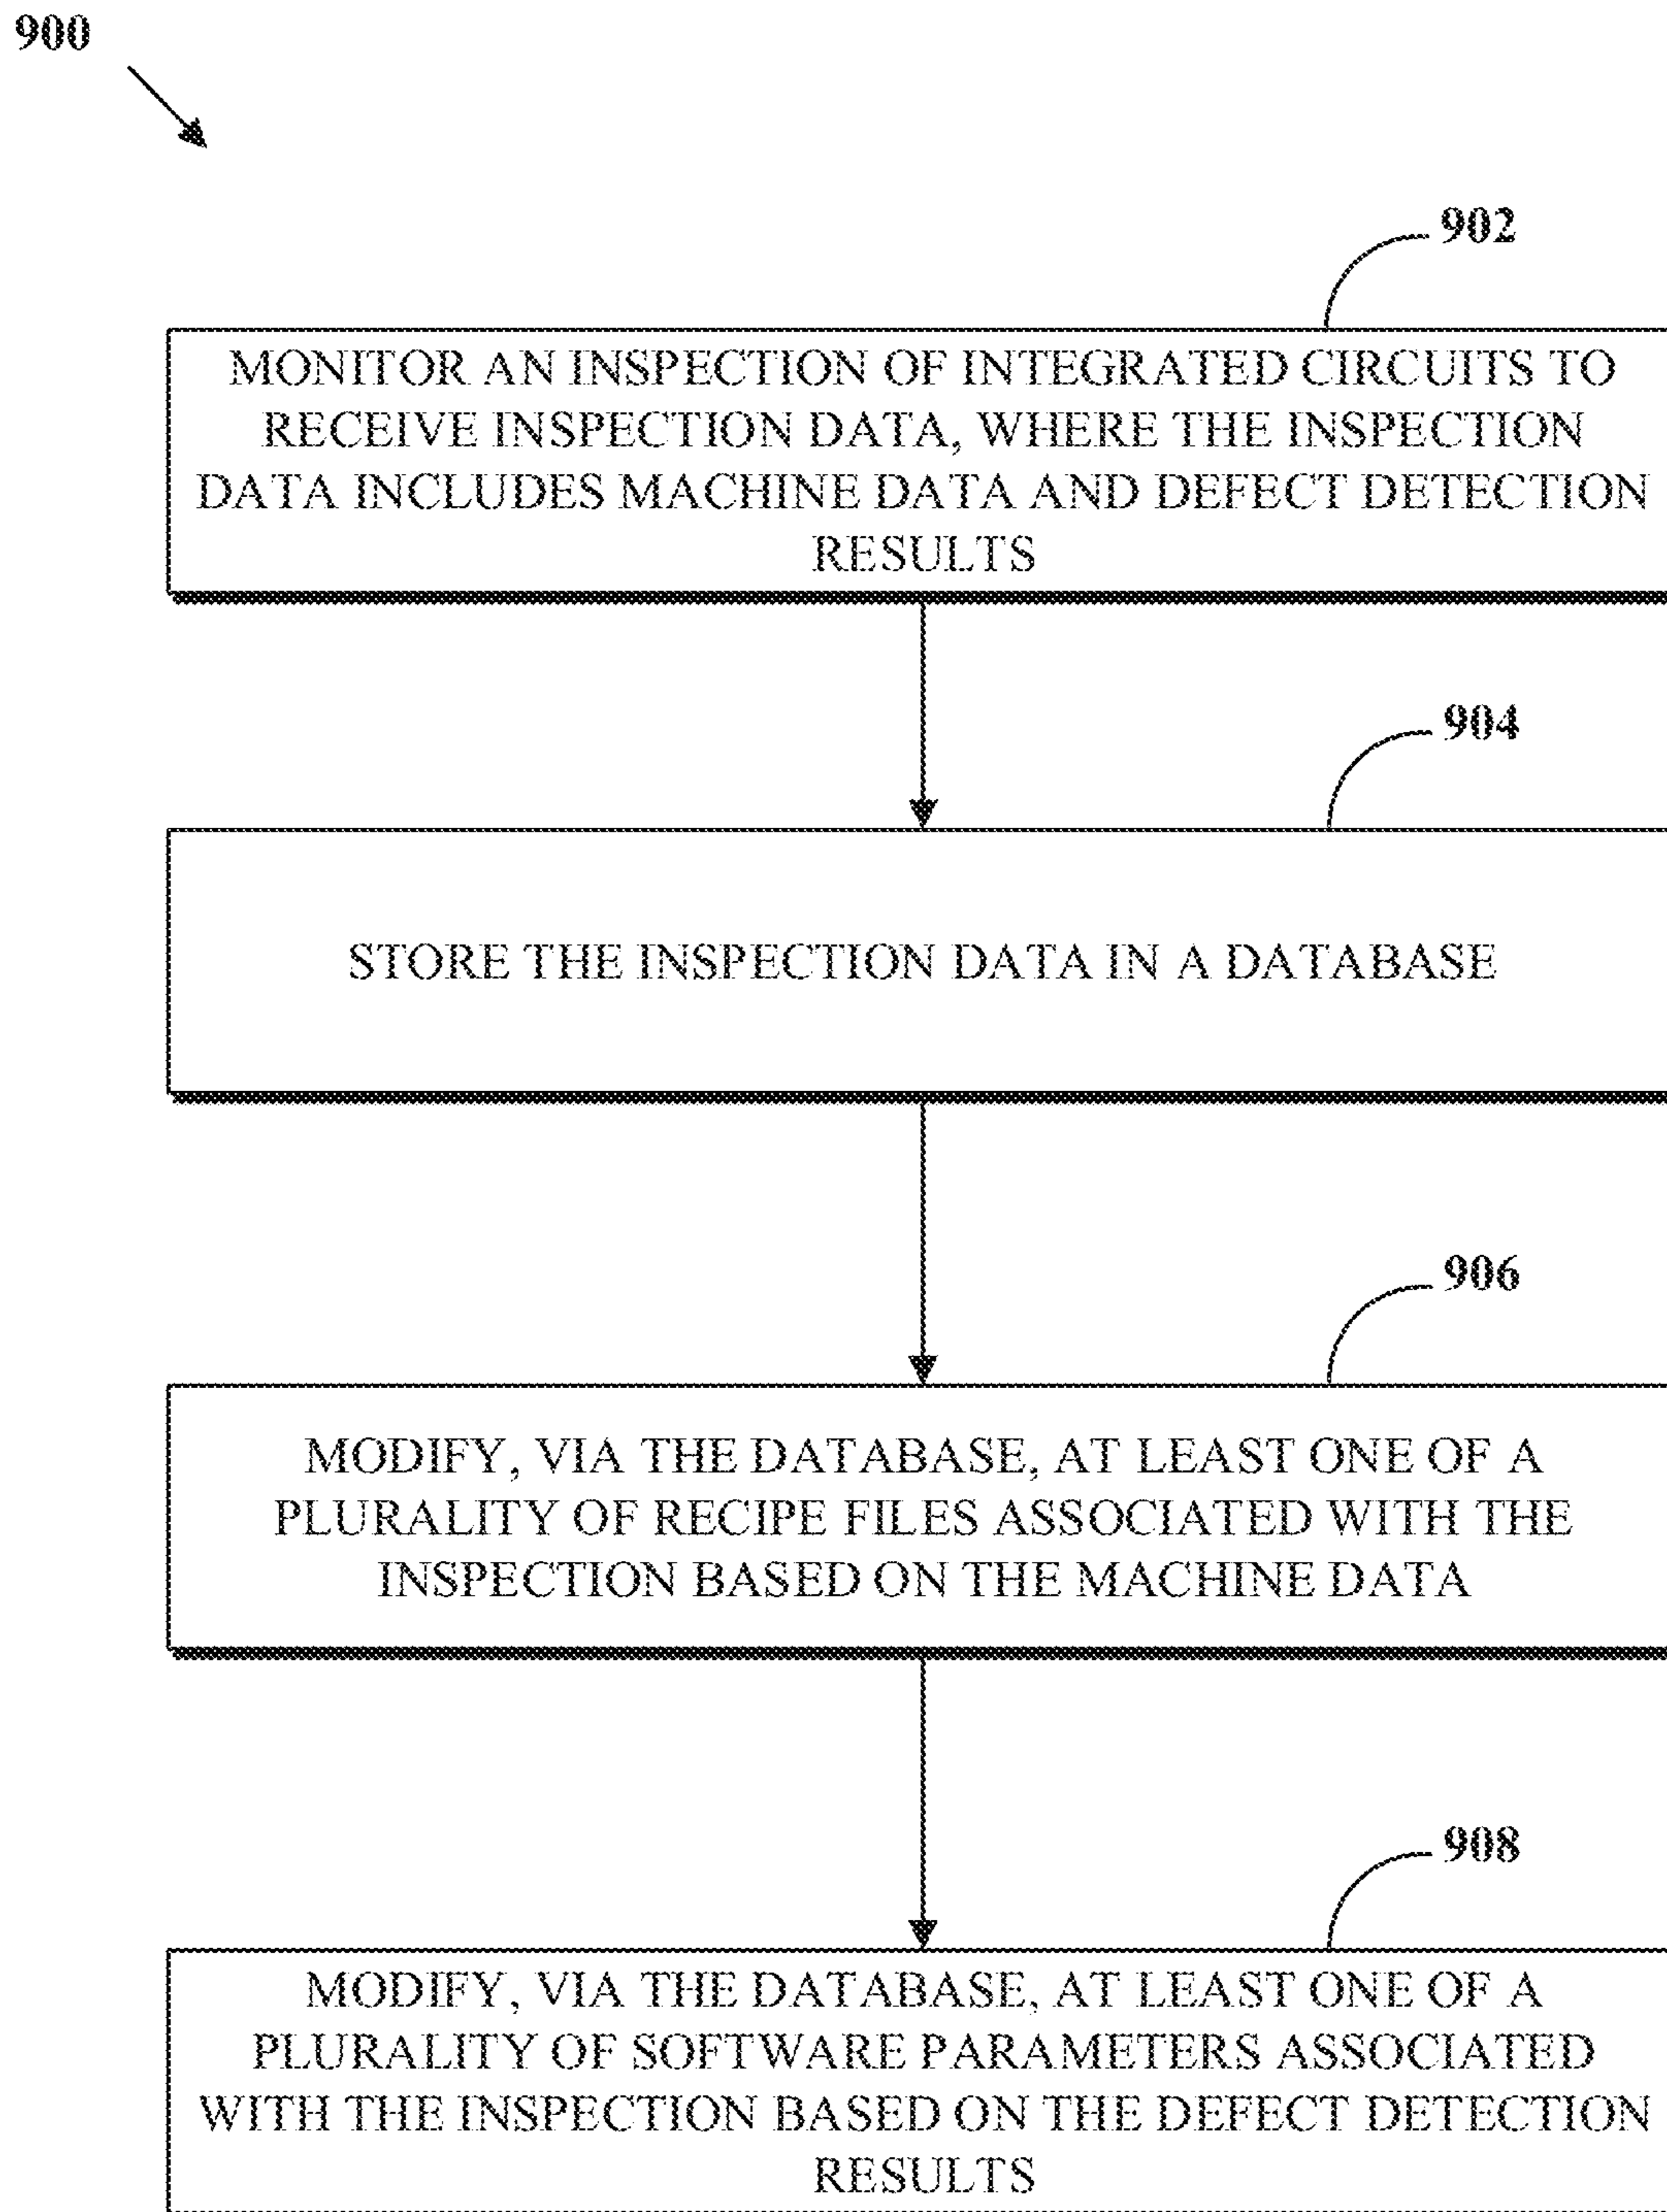 900
902
MONITOR AN INSPECTION OF INTEGRATED CIRCUITS TO
RECEIVE INSPECTION DATA, WHERE THE INSPECTION
DATA INCLUDES MACHINE DATA AND DEFECT DETECTION
RESULTS
904
STORE THE INSPECTION DATA IN A DATABASE
906
MODIFY, VIA THE DATABASE, AT LEAST ONE OF A
PLURALITY OF RECIPE FILES ASSOCIATED WITH THE
INSPECTION BASED ON THE MACHINE DATA
908
MODIFY, VIA THE DATABASE, AT LEAST ONE OF A
PLURALITY OF SOFTWARE PARAMETERS ASSOCIATED
WITH THE INSPECTION BASED ON THE DEFECT DETECTION
RESULTS